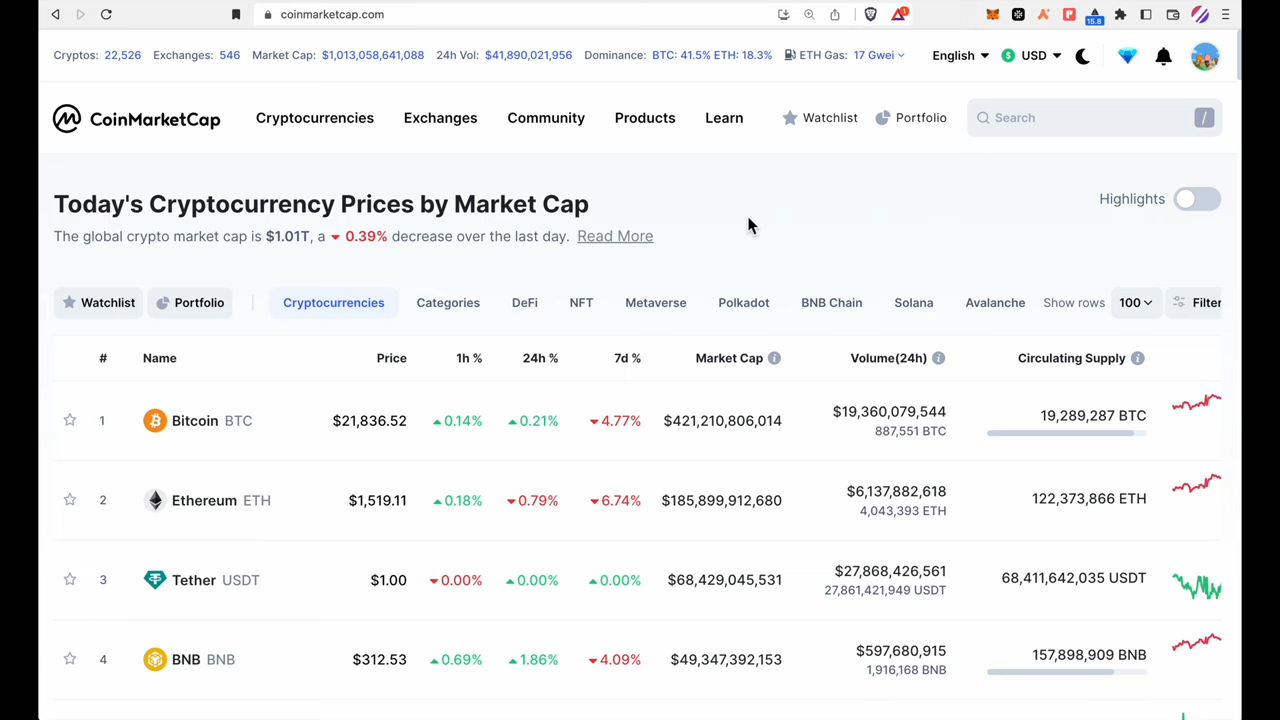 coinmarketcap.com 1 15.8
Cryptos: 22,526 Exchanges: 546 Market Cap: $1,013,058,641,088 24h Vol: $41,890,021,956 Dominance: BTC: 41.5% ETH: 18.3% ETH Gas: 17 Gwei English $ USD
CoinMarketCap Cryptocurrencies Exchanges Community Products Learn Watchlist Portfolio Search /
Today's Cryptocurrency Prices by Market Cap Highlights
The global crypto market cap is $1.01T, a 0.39% decrease over the last day. Read More
Watchlist Portfolio Cryptocurrencies Categories DeFi NFT Metaverse Polkadot BNB Chain Solana Avalanche Show rows 100 Filter
# Name Price 1h % 24h % 7d % Market Cap Volume(24h) Circulating Supply
1 Bitcoin BTC $21,836.52 0.14% 0.21% 4.77% $421,210,806,014 $19,360,079,544 19,289,287 BTC
887,551 BTC
2 Ethereum ETH $1,519.11 0.18% 0.79% 6.74% $185,899,912,680 $6,137,882,618 122,373,866 ETH
4,043,393 ETH
3 Tether USDT $1.00 0.00% 0.00% 0.00% $68,429,045,531 $27,868,426,561 68,411,642,035 USDT
27,861,421,949 USDT
4 BNB BNB $312.53 0.69% 1.86% 4.09% $49,347,392,153 $597,680,915 157,898,909 BNB
1,916,168 BNB